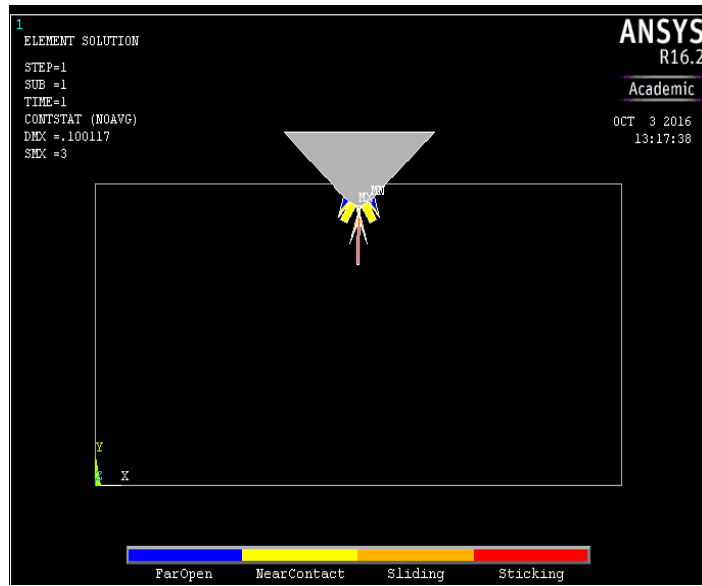 1
ELEMENT SOLUTION
STEP=1
SUB =1
TIME=1
CONTSTAT (NOAVG)
DMX =.100117
SMX =3
ANSYS
R16.2
Academic
OCT 3 2016
13:17:38
MX MN
Y
X
FarOpen NearContact Sliding Sticking